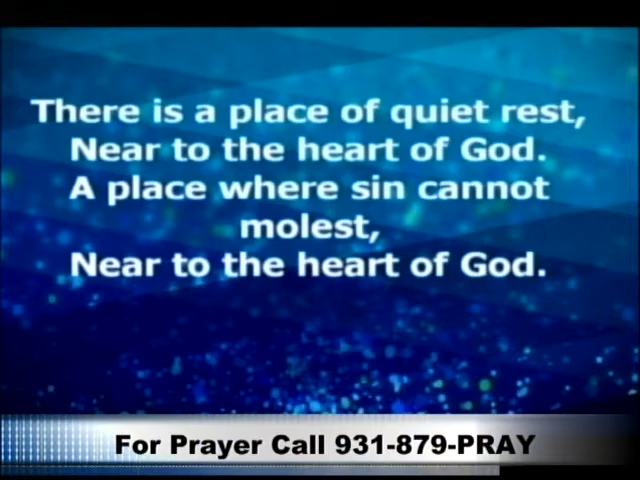 There is a place of quiet rest,
Near to the heart of God.
A place where sin cannot
molest,
Near to the heart of God.
For Prayer Call 931-879-PRAY